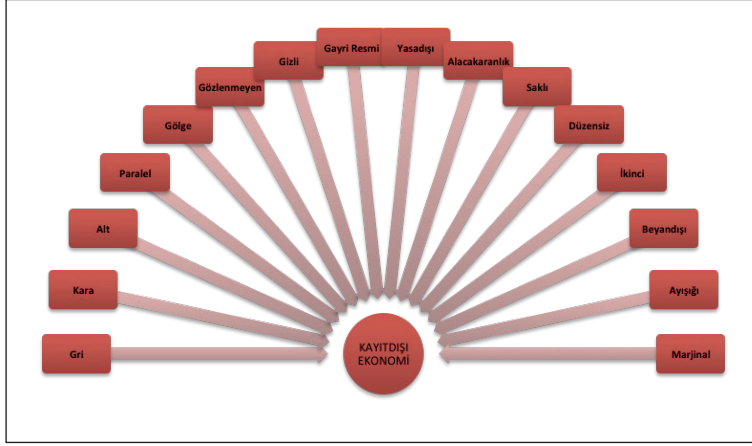 Gri
Kara
Alt
Paralel
Gölge
Gözlenmeyen
Gizli
Gayri Resmi
Yasadışı
Alacakaranlık
Saklı
Düzensiz
İkinci
Beyandışı
Ayışığı
Marjinal
KAYITDIŞI
EKONOMİ